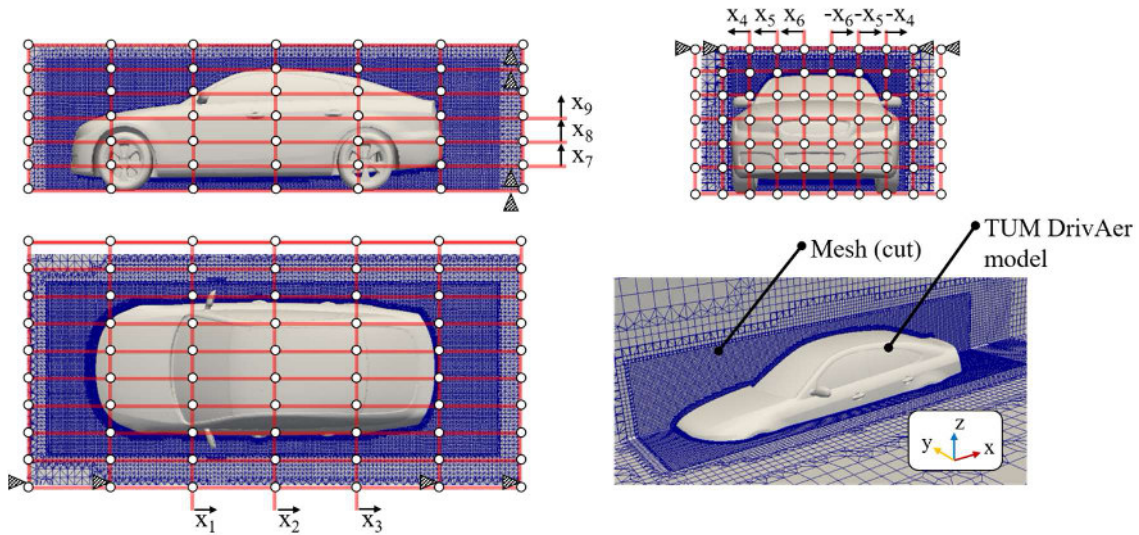 x₄ x₅ x₆ -x₆ -x₅ -x₄
x₉
x₈
x₇
TUM DrivAer
Mesh (cut)
model
z
y
x
x₁ x₂ x₃